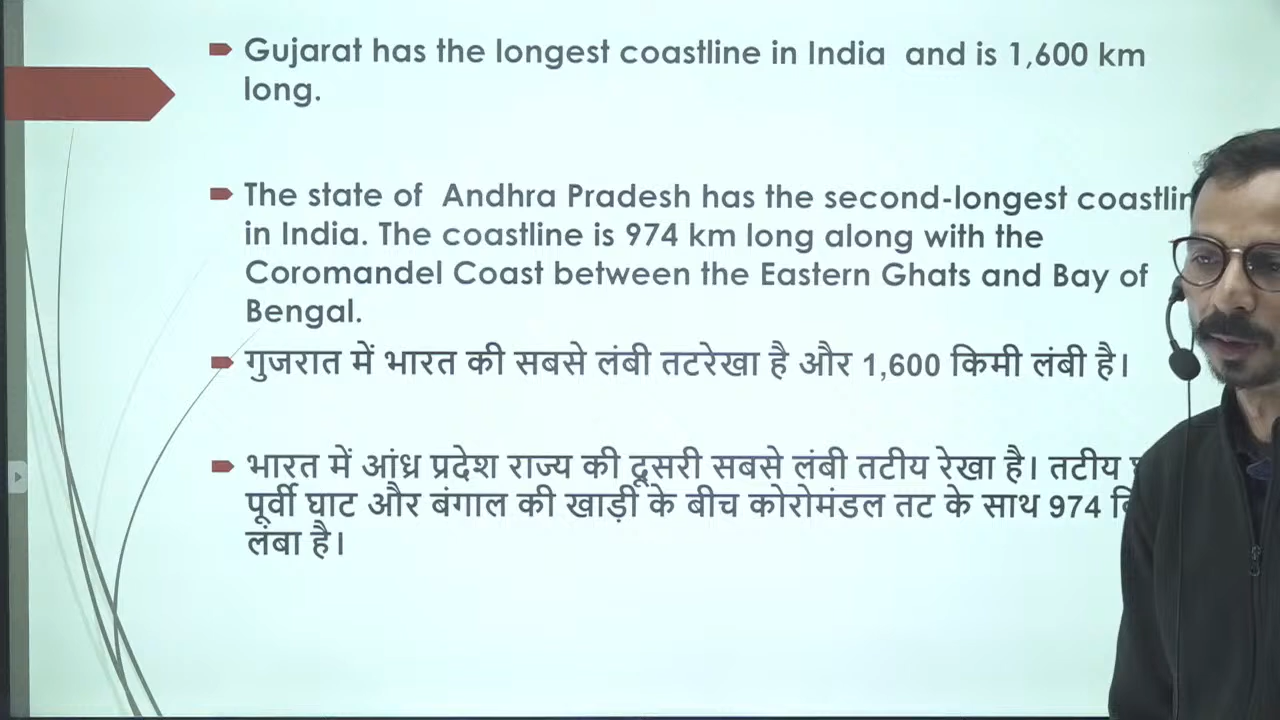 Gujarat has the longest coastline in India and is 1,600 km
long.
The state of Andhra Pradesh has the second-longest
in India. The coastline is 974 km long along with the
Coromandel Coast between the Eastern Ghats and Bay of
Bengal.
गुजरात में भारत की सबसे लंबी तटरेखा है और 1,600 किमी लंबी है।
भारत में आंध्र प्रदेश राज्य की दूसरी सबसे लंबी तटीय रेखा है। तटीय
पूर्वी घाट और बंगाल की खाड़ी के बीच कोरोमंडल तट के साथ 974
लंबा है।